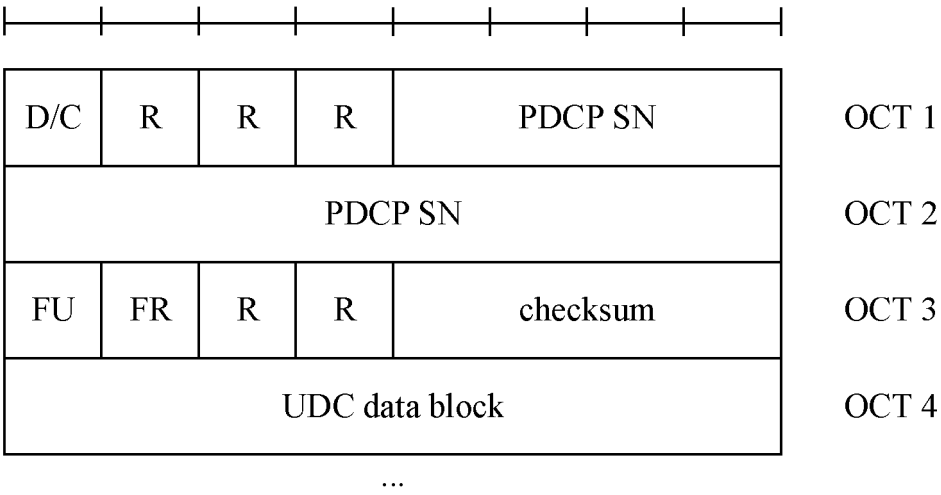 D/C R R R PDCP SN OCT 1
PDCP SN OCT 2
FU FR R R checksum OCT 3
UDC data block OCT 4
...